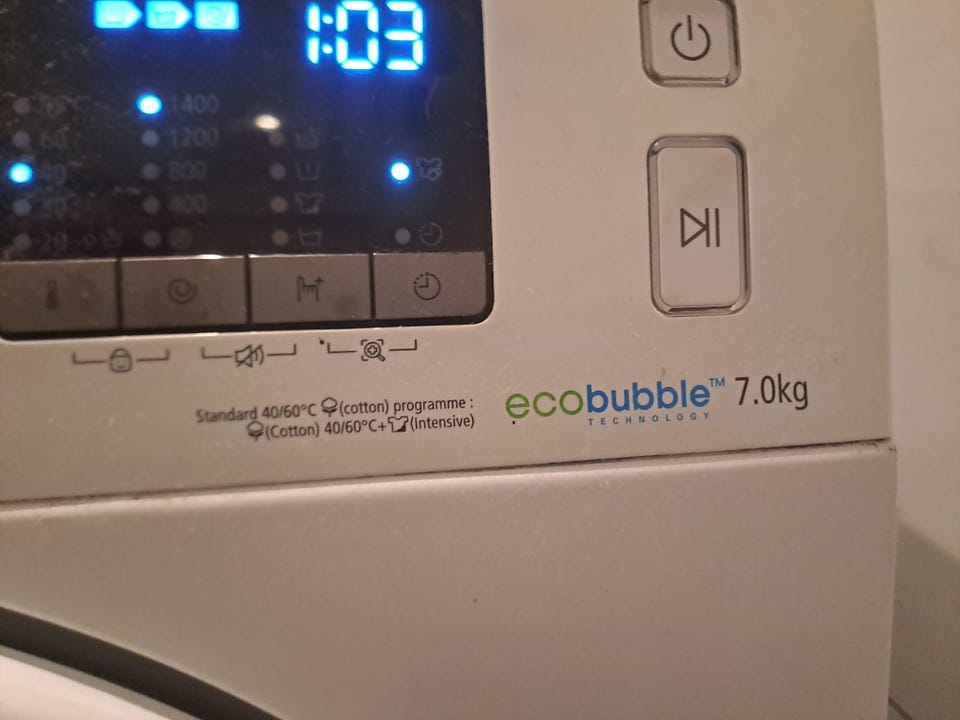 1:03
1400
60
1200
40
800
400
Standard 40/60°C (cotton) programme :
(Cotton) 40/60°C+ (Intensive)
ecobubble™ 7.0kg
TECHNOLOGY